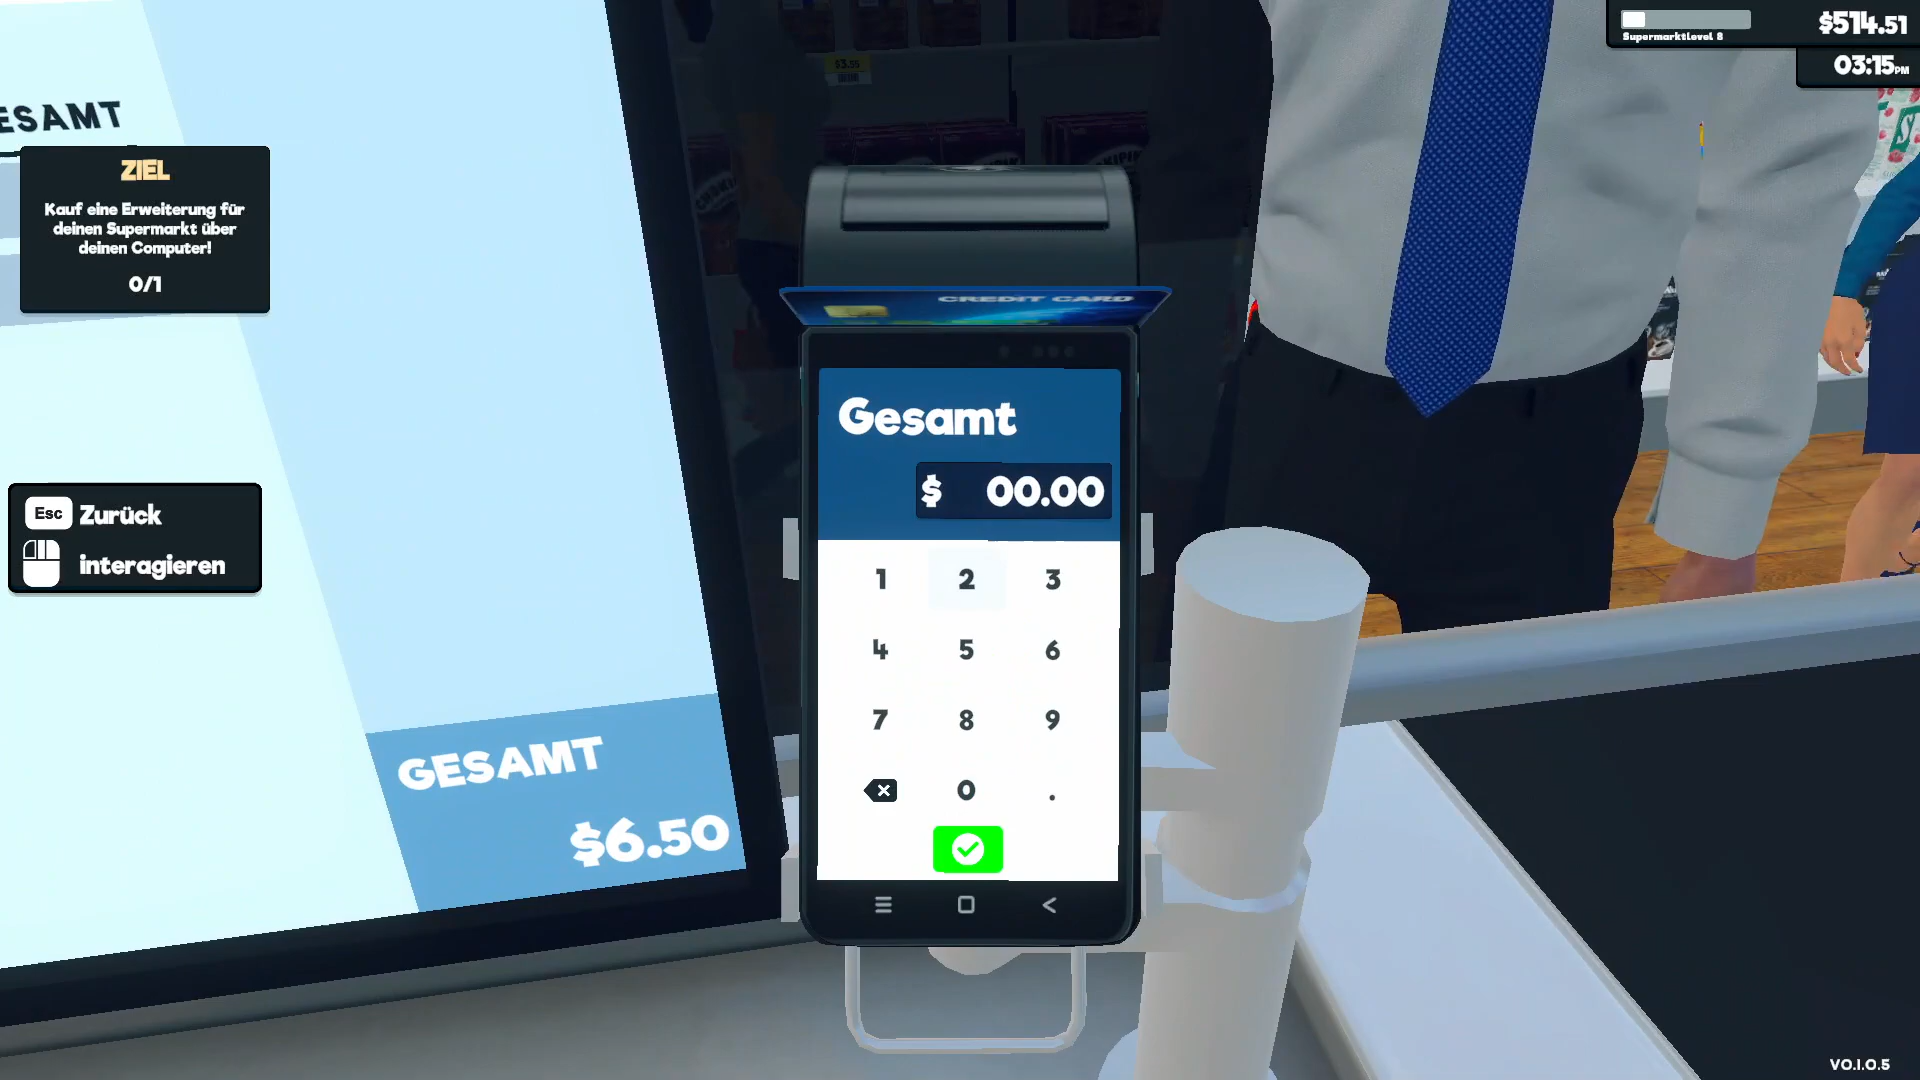 $514.51
Supermarktlevel 8
03:15PM
$3.55
ESAMT
ZIEL
Kauf eine Erweiterung für
deinen Supermarkt über
deinen Computer!
0/1
CREDIT CARD
Gesamt
$ 00.00
Esc Zurück
interagieren
1 2 3
4 5 6
7 8 9
0 .
GESAMT
$6.50
V0.1.0.5